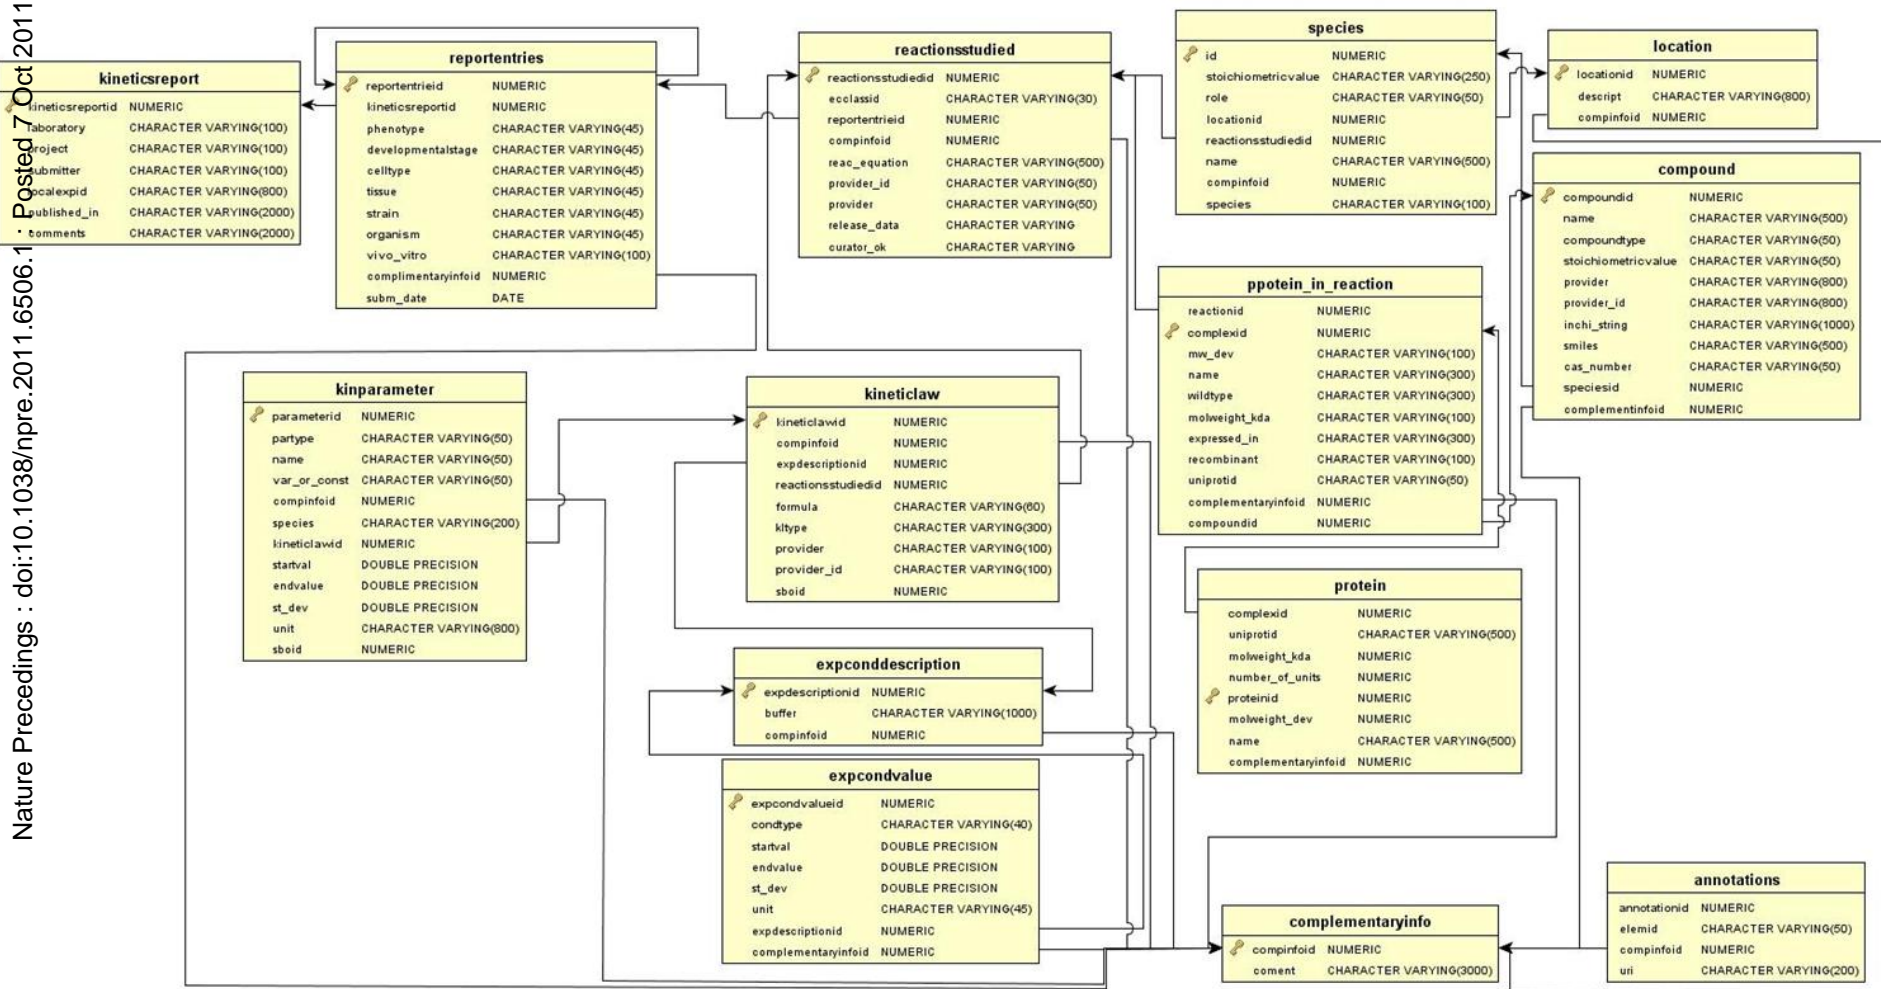 Nature Precedings : doi:10.1038/npre.2011.6506.1 : Posted 7 Oct 2011
kineticsreport
kineticsreportid NUMERIC
laboratory CHARACTER VARYING(100)
project CHARACTER VARYING(100)
submitter CHARACTER VARYING(100)
localexpid CHARACTER VARYING(800)
published_in CHARACTER VARYING(2000)
comments CHARACTER VARYING(2000)
reportentries
reportentrieid NUMERIC
kineticsreportid NUMERIC
phenotype CHARACTER VARYING(45)
developmentalstage CHARACTER VARYING(45)
celltype CHARACTER VARYING(45)
tissue CHARACTER VARYING(45)
strain CHARACTER VARYING(45)
organism CHARACTER VARYING(45)
vivo_vitro CHARACTER VARYING(100)
complimentaryinfoid NUMERIC
subm_date DATE
reactionsstudied
reactionsstudiedid NUMERIC
ecclassid CHARACTER VARYING(30)
reportentrieid NUMERIC
compinfoid NUMERIC
reac_equation CHARACTER VARYING(500)
provider_id CHARACTER VARYING(50)
provider CHARACTER VARYING(50)
release_data CHARACTER VARYING
curator_ok CHARACTER VARYING
species
id NUMERIC
stoichiometricvalue CHARACTER VARYING(250)
role CHARACTER VARYING(50)
locationid NUMERIC
reactionsstudiedid NUMERIC
name CHARACTER VARYING(500)
compinfoid NUMERIC
species CHARACTER VARYING(100)
location
locationid NUMERIC
descript CHARACTER VARYING(800)
compinfoid NUMERIC
compound
compoundid NUMERIC
name CHARACTER VARYING(500)
compoundtype CHARACTER VARYING(50)
stoichiometricvalue CHARACTER VARYING(50)
provider CHARACTER VARYING(800)
provider_id CHARACTER VARYING(800)
inchi_string CHARACTER VARYING(1000)
smiles CHARACTER VARYING(500)
cas_number CHARACTER VARYING(50)
speciesid NUMERIC
complementinfoid NUMERIC
ppotein_in_reaction
reactionid NUMERIC
complexid NUMERIC
mw_dev CHARACTER VARYING(100)
name CHARACTER VARYING(300)
wildtype CHARACTER VARYING(300)
molweight_kda CHARACTER VARYING(100)
expressed_in CHARACTER VARYING(300)
recombinant CHARACTER VARYING(100)
uniprotid CHARACTER VARYING(50)
complementaryinfoid NUMERIC
compoundid NUMERIC
kinparameter
parameterid NUMERIC
partype CHARACTER VARYING(50)
name CHARACTER VARYING(50)
var_or_const CHARACTER VARYING(50)
compinfoid NUMERIC
species CHARACTER VARYING(200)
kineticlawid NUMERIC
startval DOUBLE PRECISION
endvalue DOUBLE PRECISION
st_dev DOUBLE PRECISION
unit CHARACTER VARYING(800)
sboid NUMERIC
kineticlaw
kineticlawid NUMERIC
compinfoid NUMERIC
expdescriptionid NUMERIC
reactionsstudiedid NUMERIC
formula CHARACTER VARYING(60)
kltype CHARACTER VARYING(300)
provider CHARACTER VARYING(100)
provider_id CHARACTER VARYING(100)
sboid NUMERIC
protein
complexid NUMERIC
uniprotid CHARACTER VARYING(500)
molweight_kda NUMERIC
number_of_units NUMERIC
proteinid NUMERIC
molweight_dev NUMERIC
name CHARACTER VARYING(500)
complementaryinfoid NUMERIC
expconddescription
expdescriptionid NUMERIC
buffer CHARACTER VARYING(1000)
compinfoid NUMERIC
expcondvalue
expcondvalueid NUMERIC
condtype CHARACTER VARYING(40)
startval DOUBLE PRECISION
endvalue DOUBLE PRECISION
st_dev DOUBLE PRECISION
unit CHARACTER VARYING(45)
expdescriptionid NUMERIC
complementaryinfoid NUMERIC
complementaryinfo
compinfoid NUMERIC
coment CHARACTER VARYING(3000)
annotations
annotationid NUMERIC
elemid CHARACTER VARYING(50)
compinfoid NUMERIC
uri CHARACTER VARYING(200)